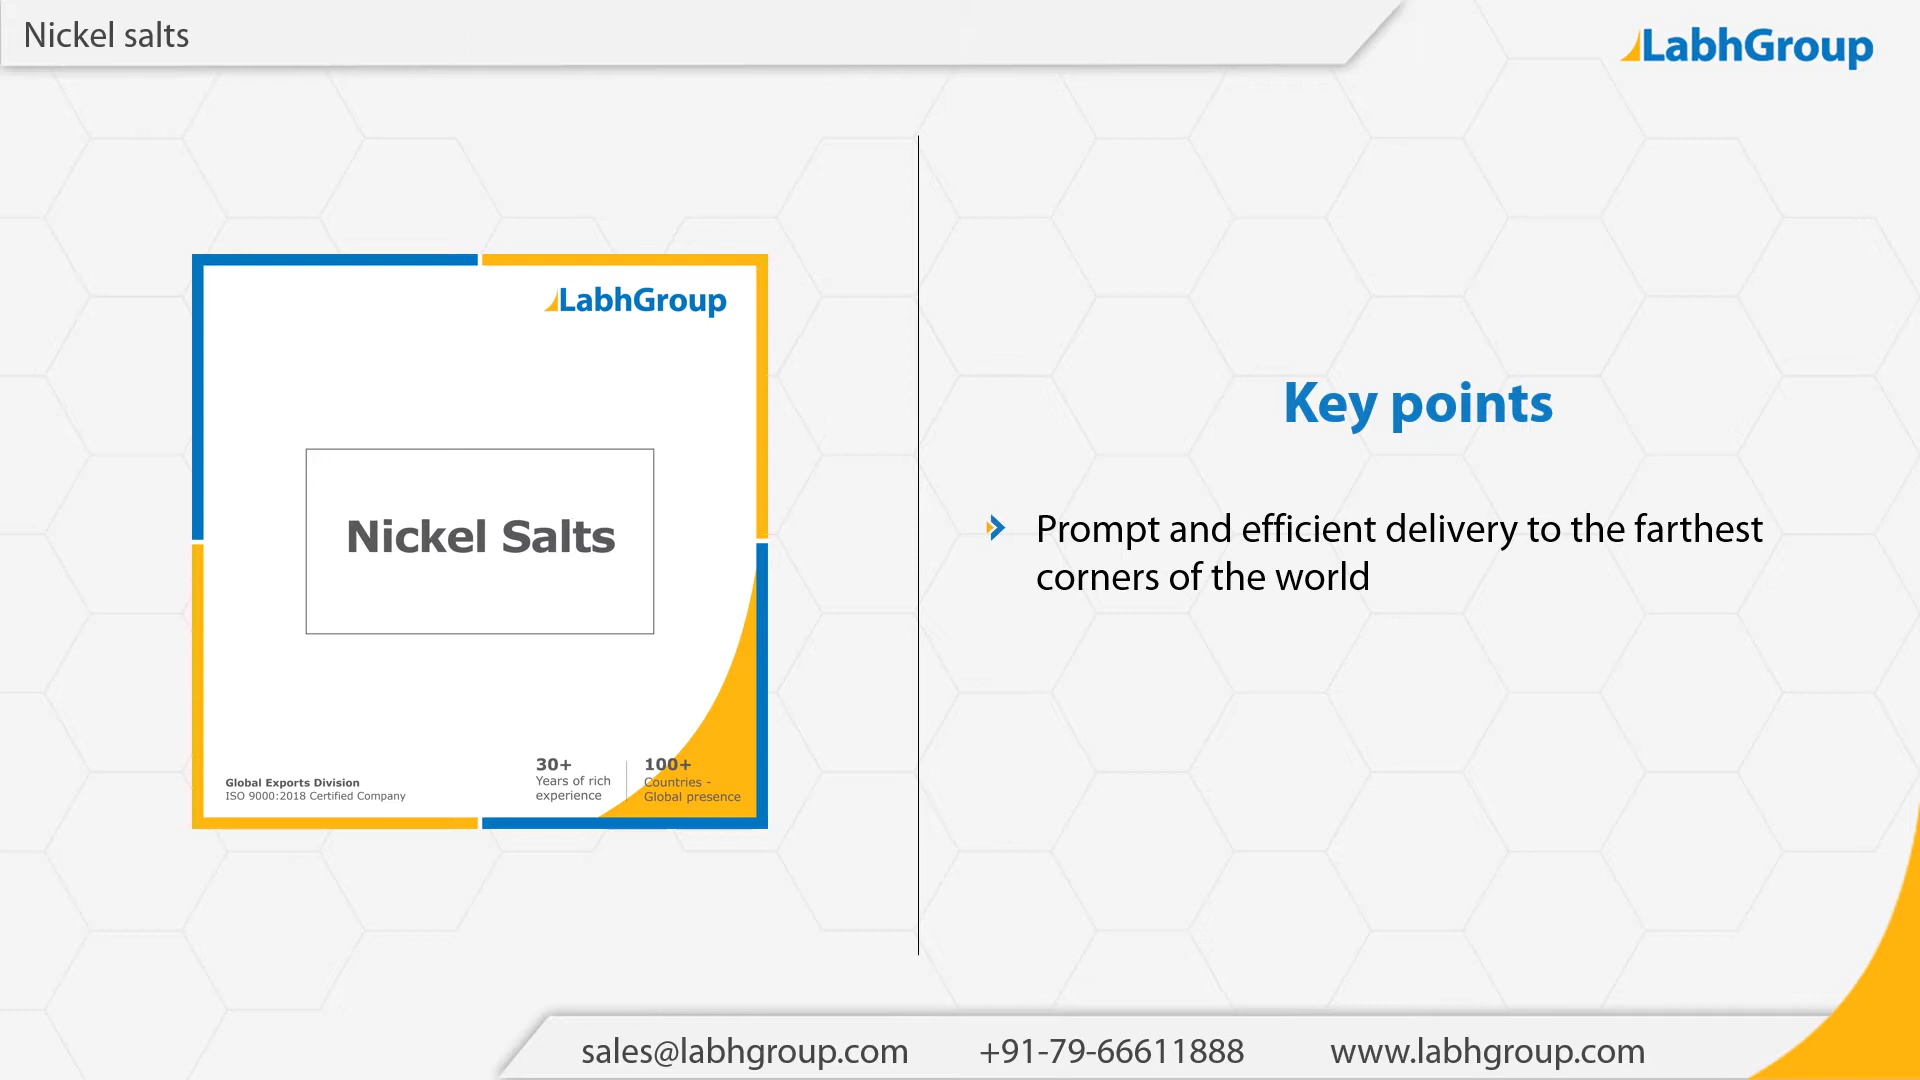 Nickel salts
LabhGroup
LabhGroup
Nickel Salts
Global Exports Division
ISO 9000:2018 Certified Company
30+
Years of rich
experience
100+
Countries -
Global presence
Key points
Prompt and efficient delivery to the farthest
corners of the world
sales@labhgroup.com +91-79-66611888 www.labhgroup.com